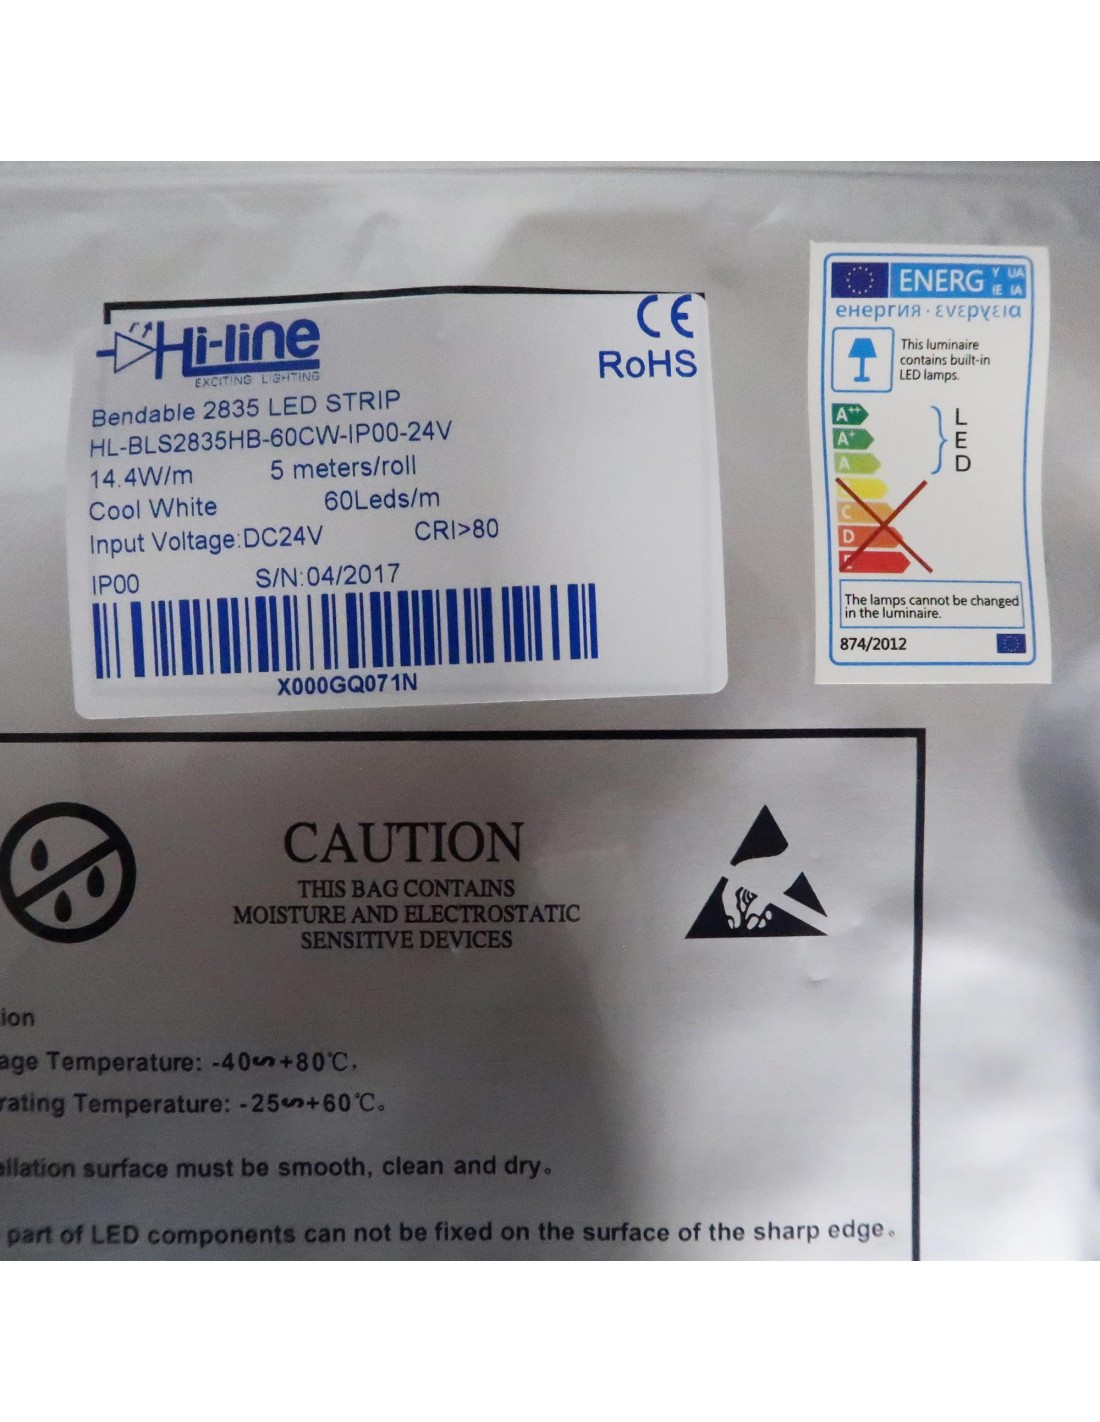 Hi-line
EXCITING LIGHTING
CE
RoHS
Bendable 2835 LED STRIP
HL-BLS2835HB-60CW-IP00-24V
14.4W/m 5 meters/roll
Cool White 60Leds/m
Input Voltage:DC24V CRI>80
IP00 S/N:04/2017
X000GQ071N
ENERG Y UA
IE IA
енергия · ενεργεια
This luminaire
contains built-in
LED lamps.
A++ L
A+ E
A D
C
D
E
The lamps cannot be changed
in the luminaire.
874/2012
CAUTION
THIS BAG CONTAINS
MOISTURE AND ELECTROSTATIC
SENSITIVE DEVICES
ion
age Temperature: -40∽+80℃.
rating Temperature: -25∽+60℃。
allation surface must be smooth, clean and dry。
part of LED components can not be fixed on the surface of the sharp edge。